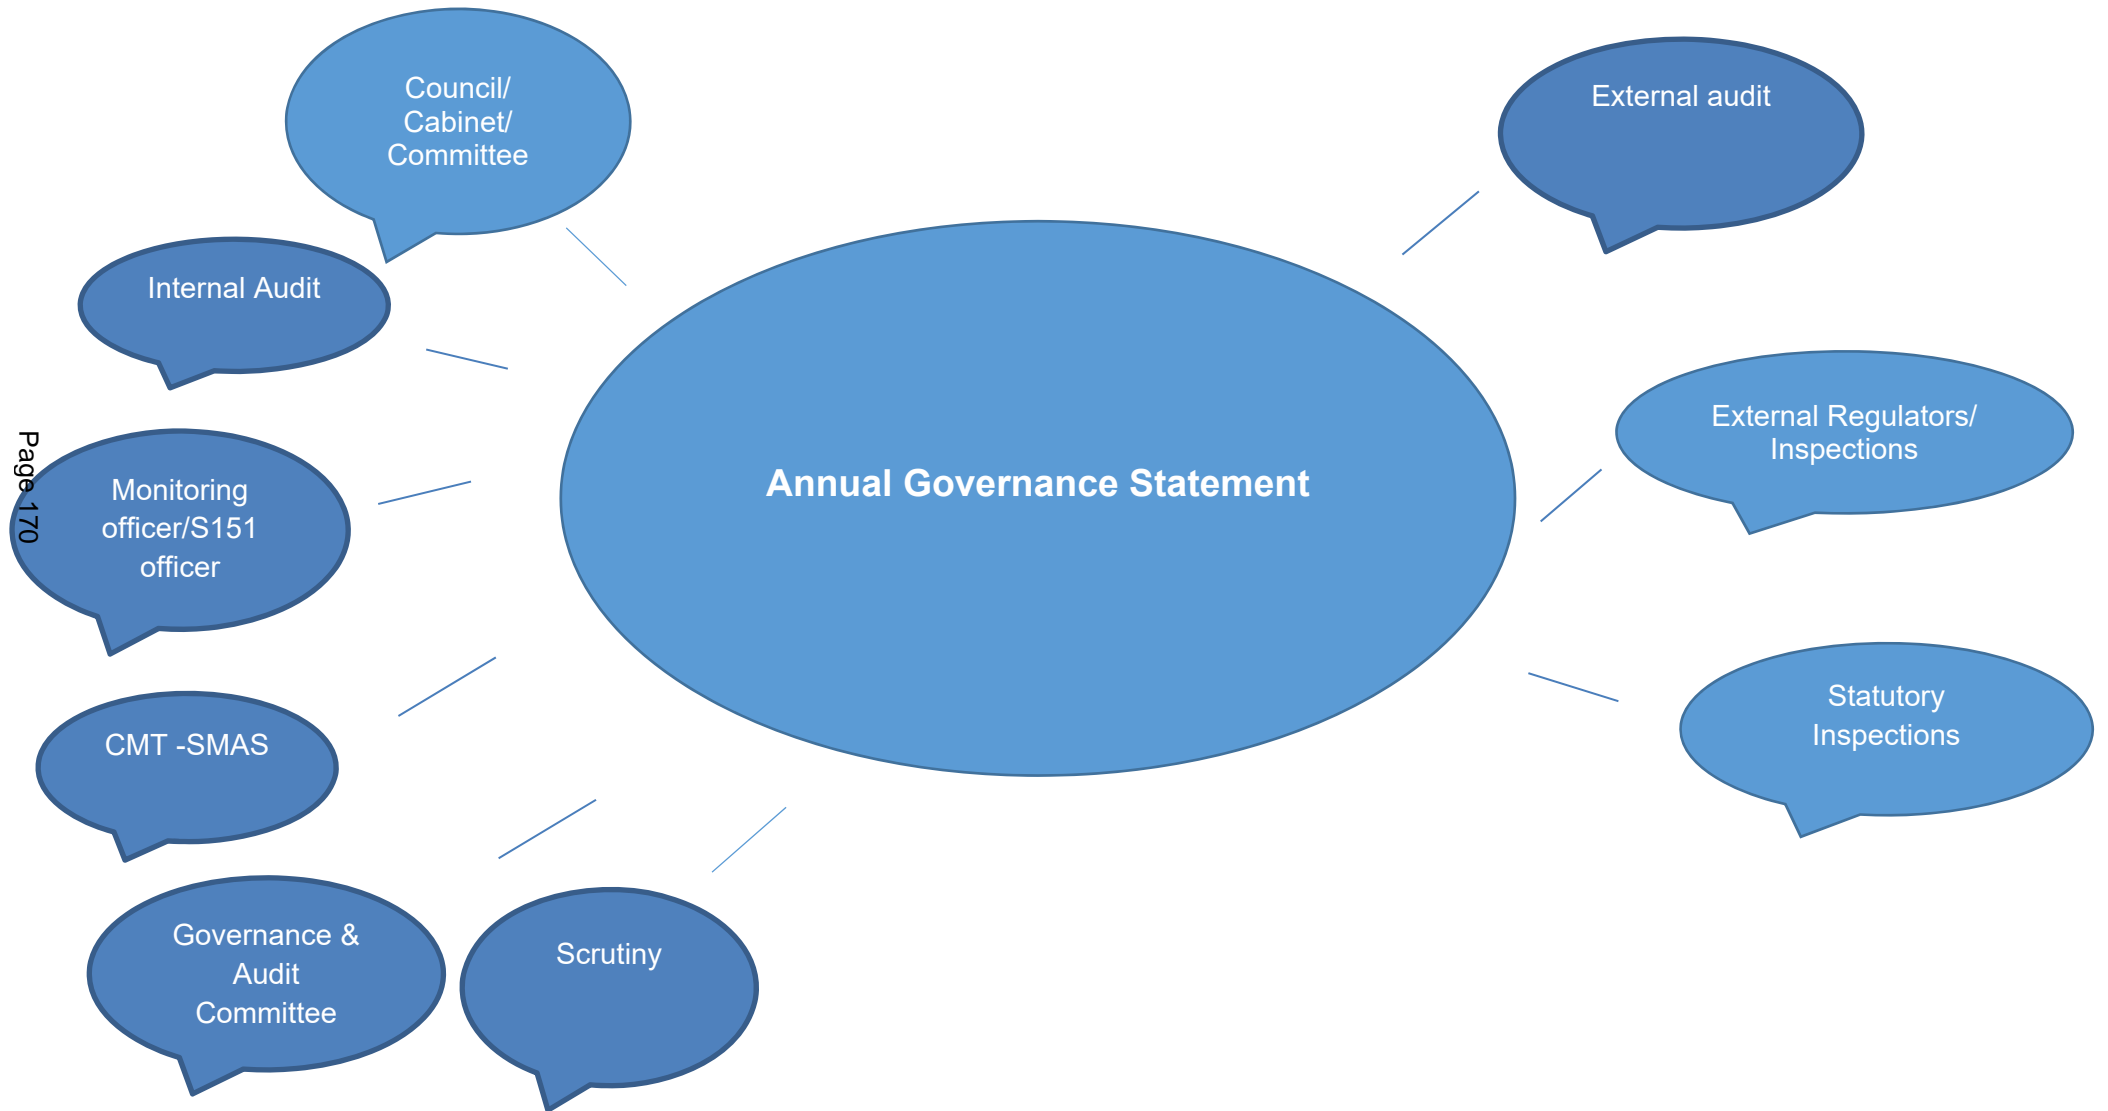 Council/
Cabinet/
Committee
External audit
Internal Audit
External Regulators/
Inspections
Annual Governance Statement
Monitoring
officer/S151
officer
Page 170
Statutory
Inspections
CMT -SMAS
Governance &
Audit
Committee
Scrutiny